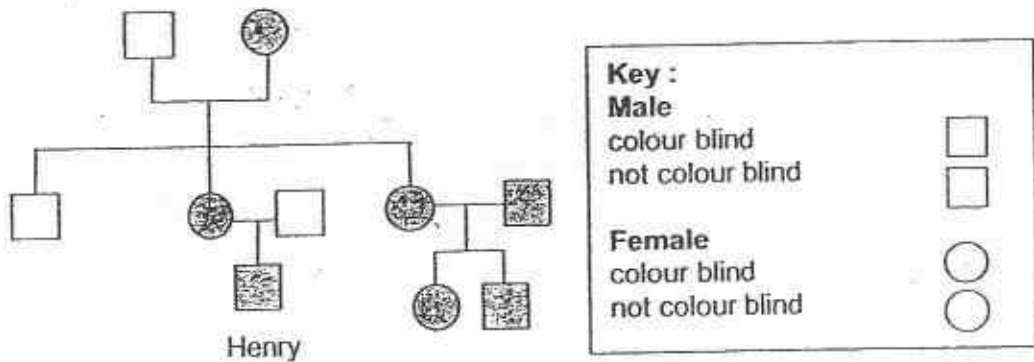 Key :
Male
colour blind
not colour blind
Female
colour blind
not colour blind
Henry